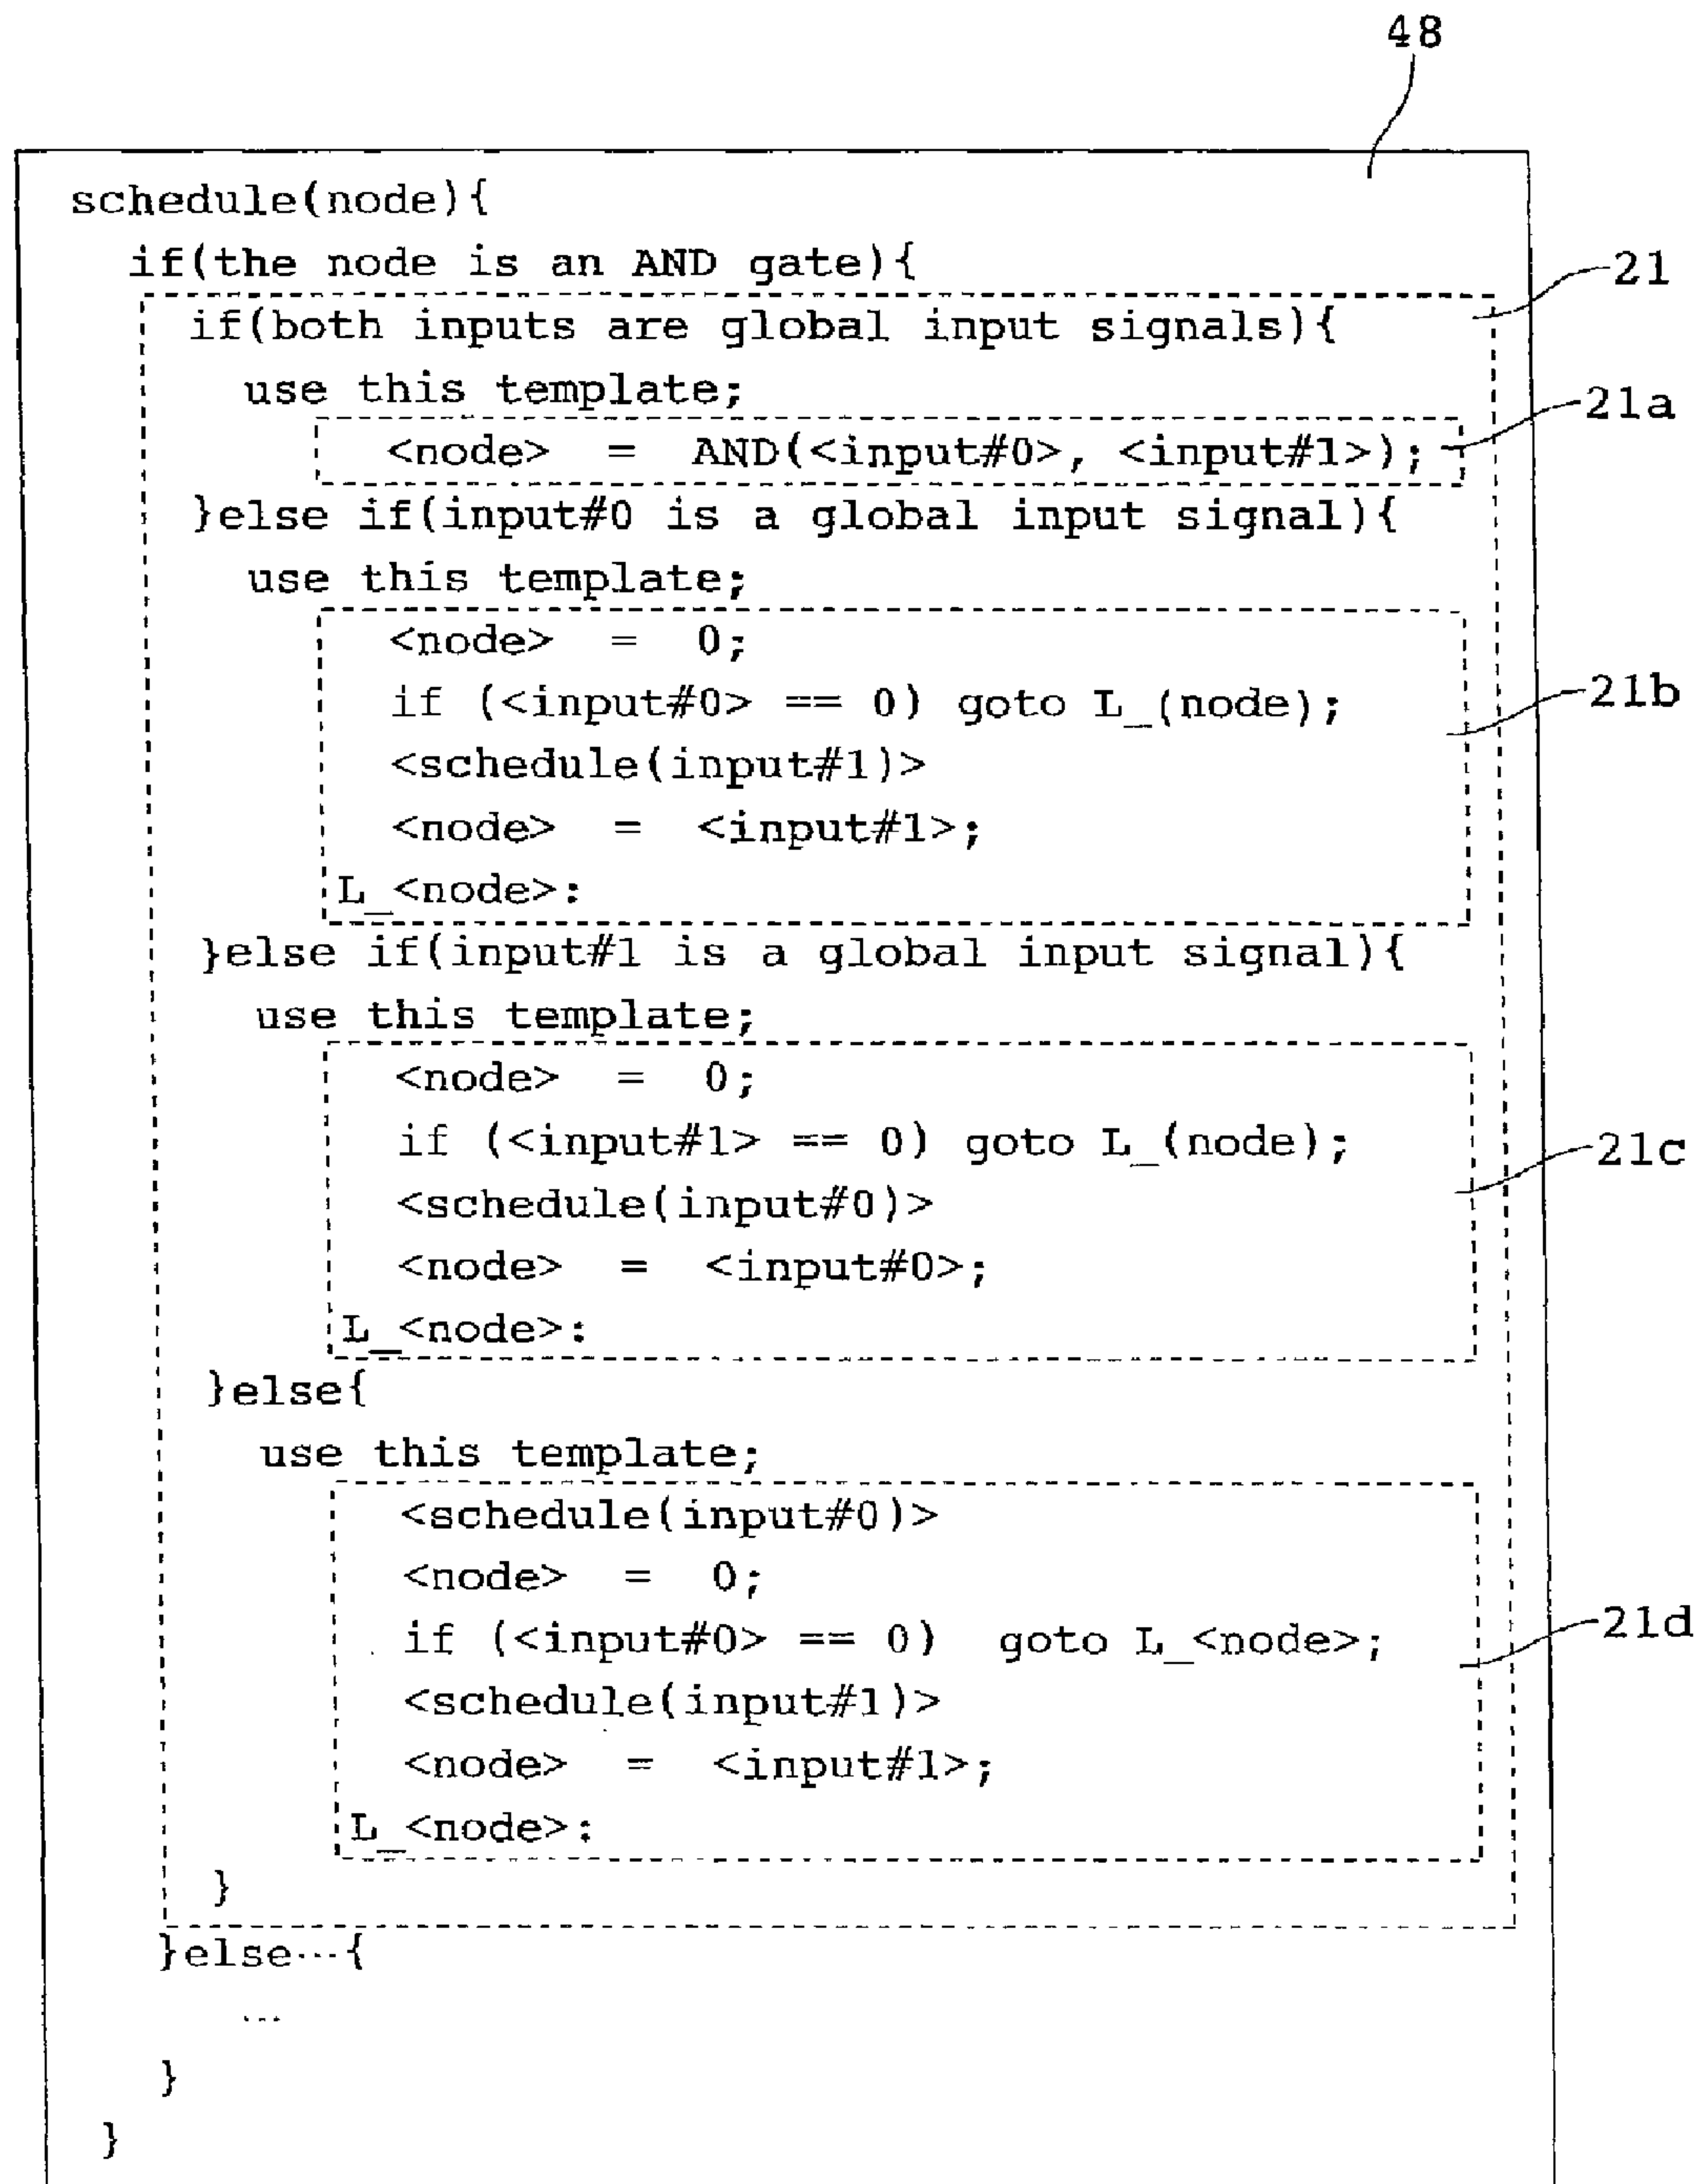 48
schedule(node){
if(the node is an AND gate){
21
if(both inputs are global input signals){
use this template;
21a
<node> = AND(<input#0>, <input#1>);
}else if(input#0 is a global input signal){
use this template;
<node> = 0;
21b
if (<input#0> == 0) goto L_(node);
<schedule(input#1)>
<node> = <input#1>;
L_<node>:
}else if(input#1 is a global input signal){
use this template;
<node> = 0;
if (<input#1> == 0) goto L_(node);
21c
<schedule(input#0)>
<node> = <input#0>;
L_<node>:
}else{
use this template;
<schedule(input#0)>
<node> = 0;
if (<input#0> == 0) goto L_<node>;
21d
<schedule(input#1)>
<node> = <input#1>;
L_<node>:
}
}else…{
…
}
}